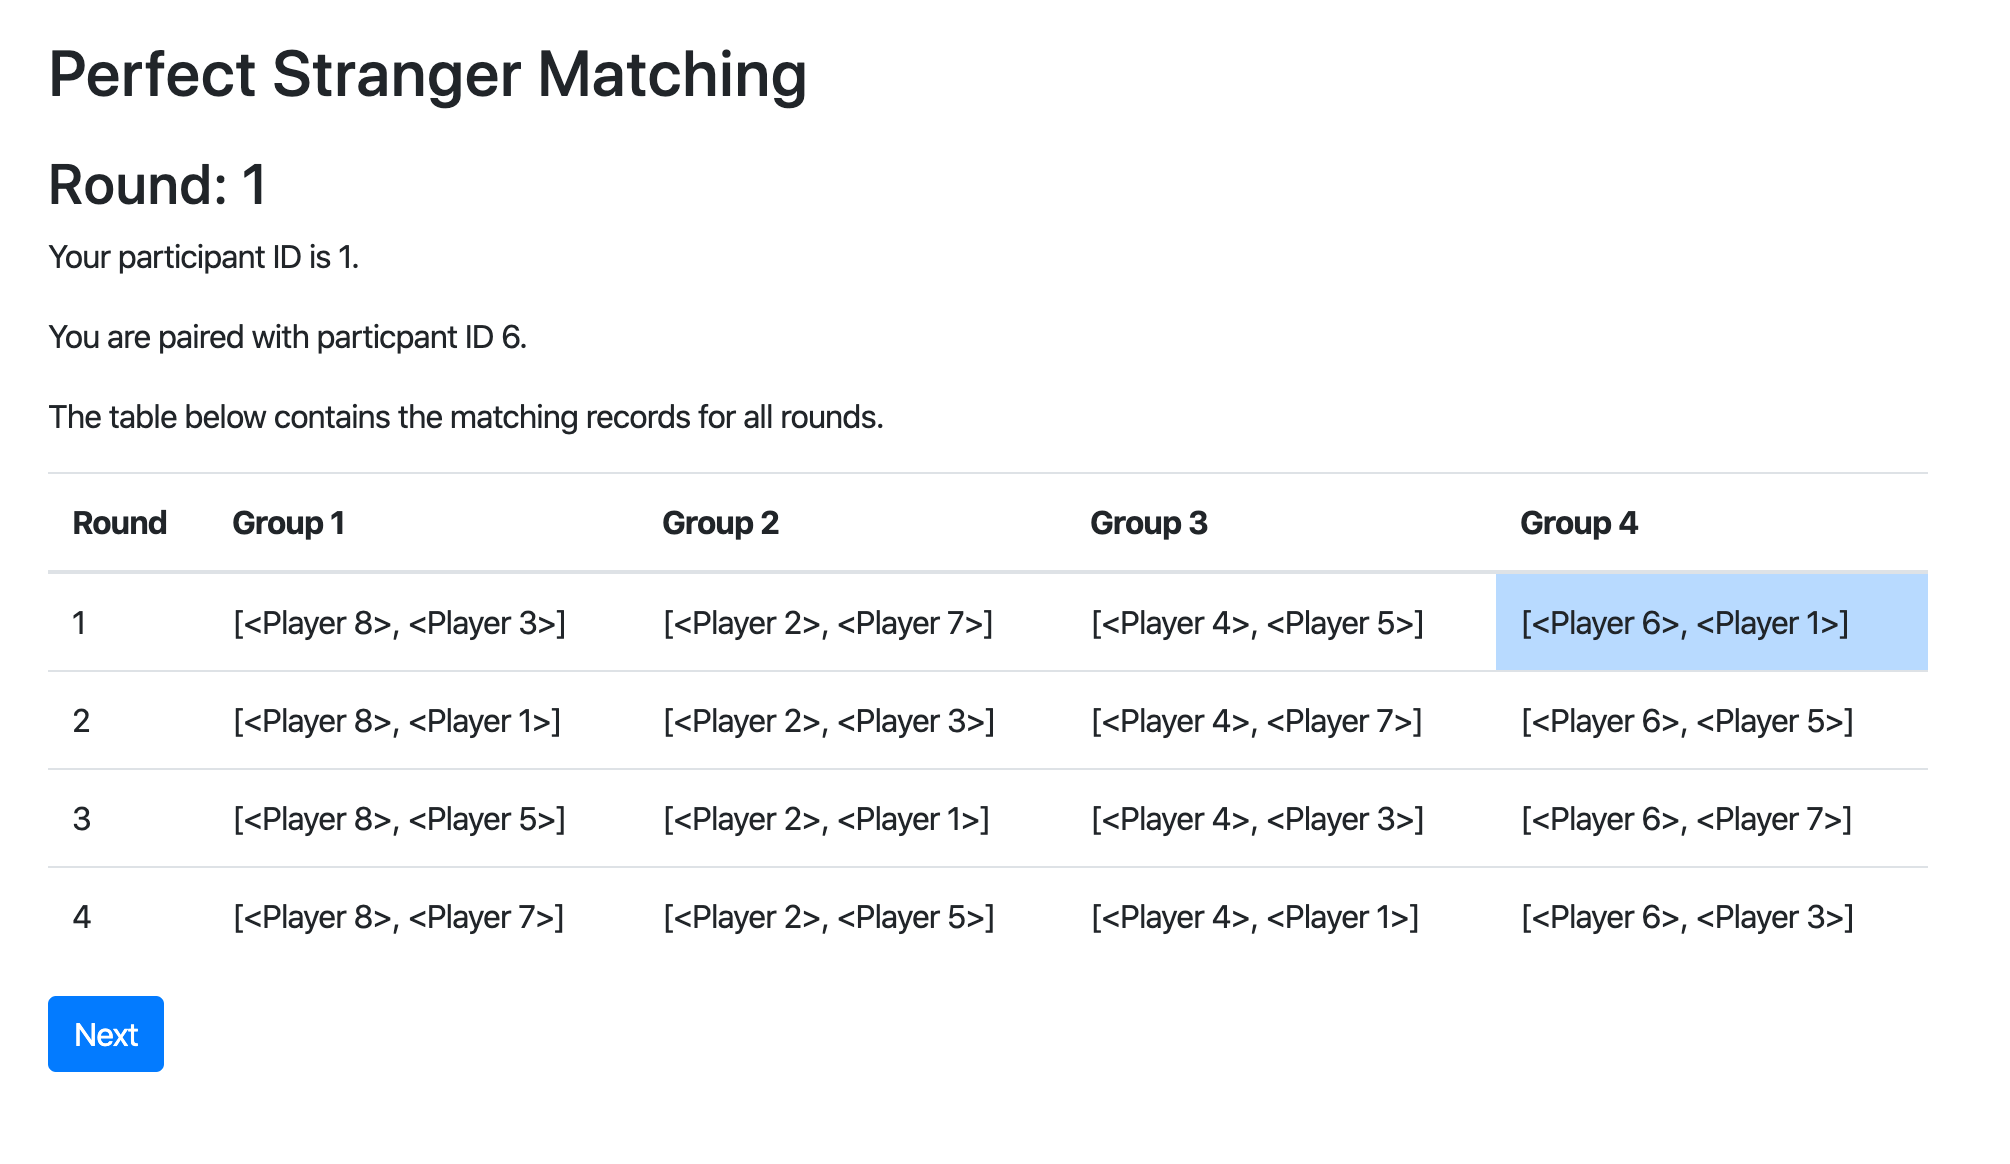 Perfect Stranger Matching
Round: 1
Your participant ID is 1.
You are paired with particpant ID 6.
The table below contains the matching records for all rounds.
Round Group 1 Group 2 Group 3 Group 4
1 [<Player 8>, <Player 3>] [<Player 2>, <Player 7>] [<Player 4>, <Player 5>] [<Player 6>, <Player 1>]
2 [<Player 8>, <Player 1>] [<Player 2>, <Player 3>] [<Player 4>, <Player 7>] [<Player 6>, <Player 5>]
3 [<Player 8>, <Player 5>] [<Player 2>, <Player 1>] [<Player 4>, <Player 3>] [<Player 6>, <Player 7>]
4 [<Player 8>, <Player 7>] [<Player 2>, <Player 5>] [<Player 4>, <Player 1>] [<Player 6>, <Player 3>]
Next